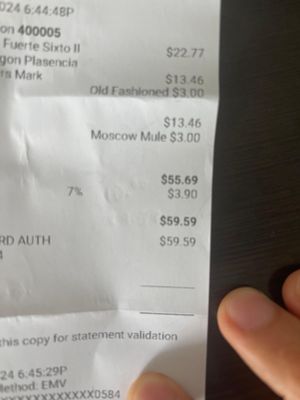 024 6:44:48P
on 400005
Fuerte Sixto II $22.77
gon Plasencia
rs Mark $13.46
Old Fashioned $3.00
$13.46
Moscow Mule $3.00
$55.69
7% $3.90
$59.59
RD AUTH $59.59
this copy for statement validation
24 6:45:29P
Method: EMV
XXXXXXXXXXXX0584